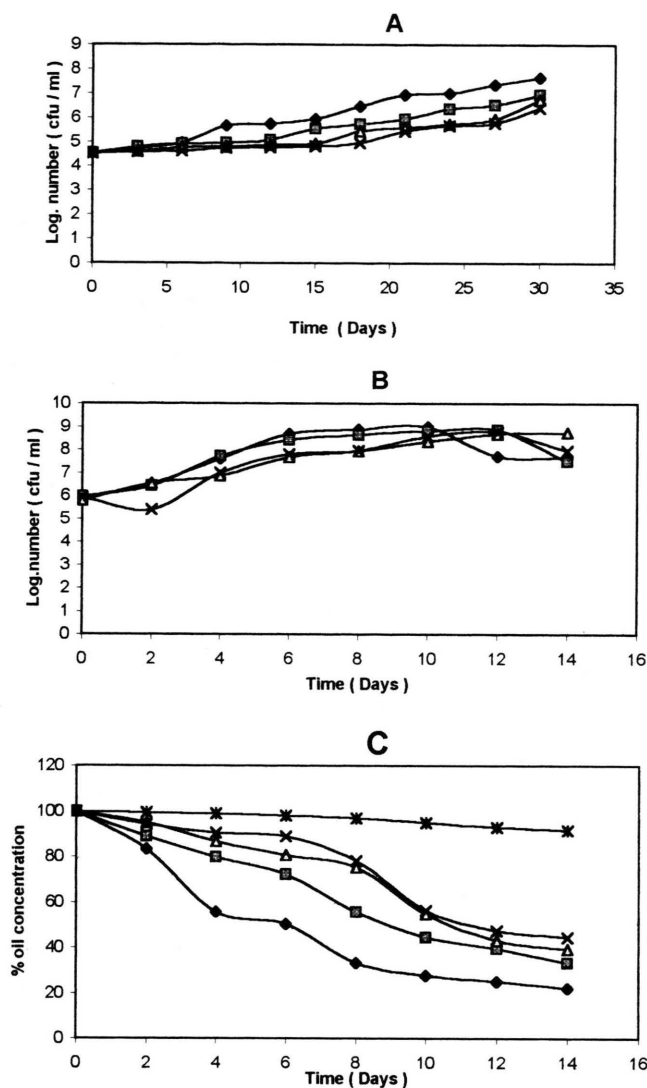 A
Log. number ( cfu / ml )
9
8
7
6
5
4
3
2
1
0
0 5 10 15 20 25 30 35
Time ( Days )
B
Log.number ( cfu / ml )
10
9
8
7
6
5
4
3
2
1
0
0 2 4 6 8 10 12 14 16
Time ( Days )
C
% oil concentration
120
100
80
60
40
20
0
0 2 4 6 8 10 12 14 16
Time ( Days )